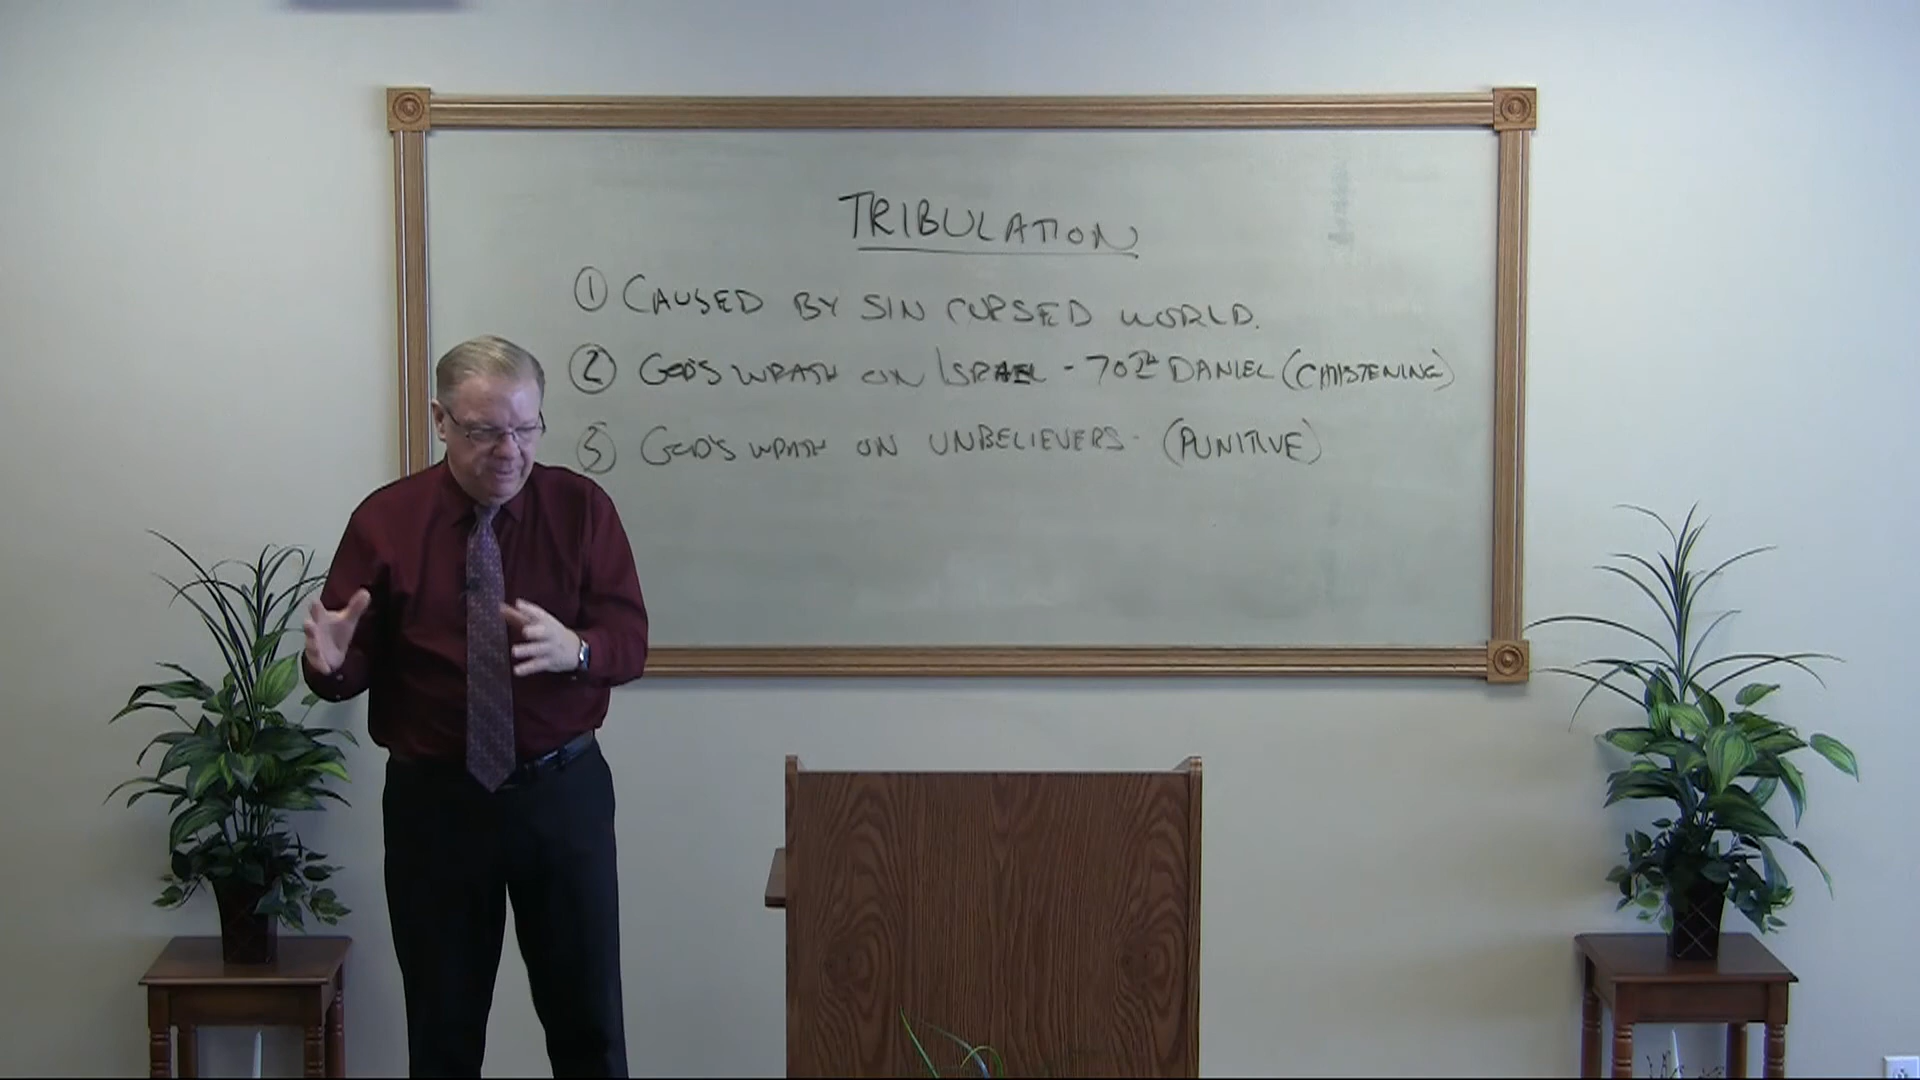 TRIBULATION
① CAUSED BY SIN CURSED WORLD.
② GOD'S WRATH ON ISRAEL - 70TH DANIEL (CHISTENING)
③ GOD'S WRATH ON UNBELIEVERS - (PUNITIVE)